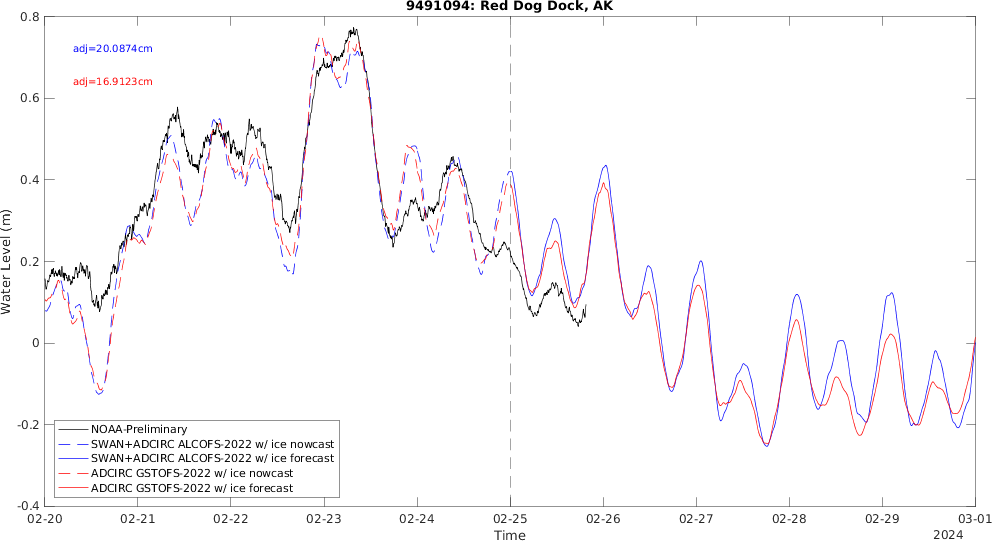 9491094: Red Dog Dock, AK
adj=20.0874cm
adj=16.9123cm
Water Level (m)
0.8
0.6
0.4
0.2
0
-0.2
-0.4
NOAA-Preliminary
SWAN+ADCIRC ALCOFS-2022 w/ ice nowcast
SWAN+ADCIRC ALCOFS-2022 w/ ice forecast
ADCIRC GSTOFS-2022 w/ ice nowcast
ADCIRC GSTOFS-2022 w/ ice forecast
02-20 02-21 02-22 02-23 02-24 02-25 02-26 02-27 02-28 02-29 03-01
Time
2024